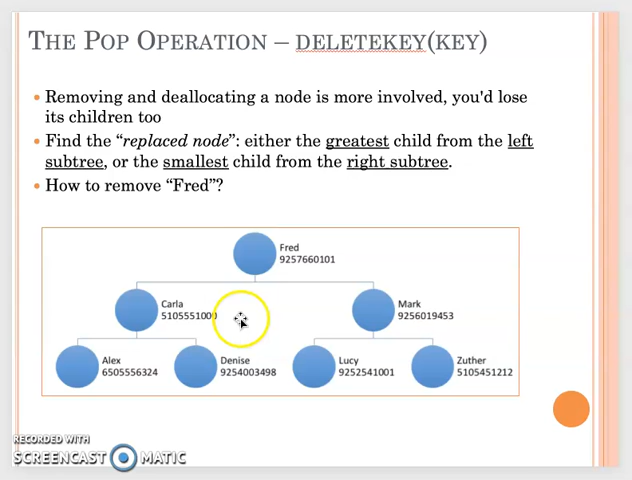 THE POP OPERATION – DELETEKEY(KEY)
• Removing and deallocating a node is more involved, you'd lose
its children too
• Find the “replaced node”: either the greatest child from the left
subtree, or the smallest child from the right subtree.
• How to remove “Fred”?
Fred
9257660101
Carla
5105551000
Mark
9256019453
Alex
6505556324
Denise
9254003498
Lucy
9252541001
Zuther
5105451212
RECORDED WITH
SCREENCAST MATIC